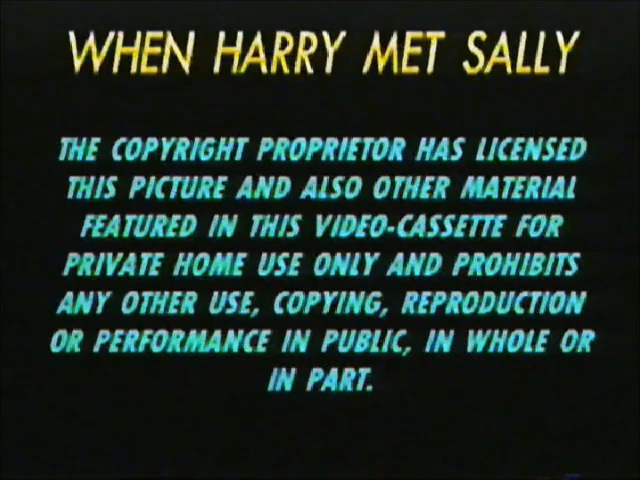 WHEN HARRY MET SALLY
THE COPYRIGHT PROPRIETOR HAS LICENSED
THIS PICTURE AND ALSO OTHER MATERIAL
FEATURED IN THIS VIDEO-CASSETTE FOR
PRIVATE HOME USE ONLY AND PROHIBITS
ANY OTHER USE, COPYING, REPRODUCTION
OR PERFORMANCE IN PUBLIC, IN WHOLE OR
IN PART.